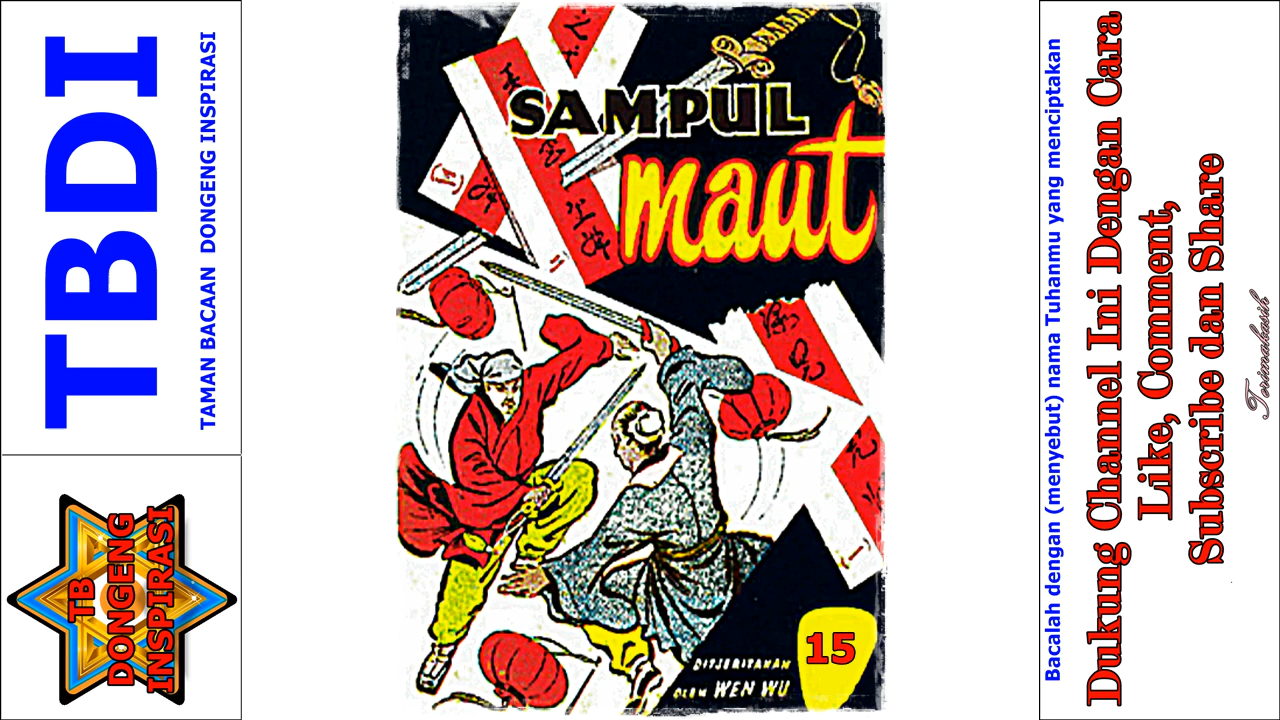 TBDI
TAMAN BACAAN DONGENG INSPIRASI
TB
DONGENG
INSPIRASI
SAMPUL
maut
15
DITJERITAKAN
OLEH WEN WU
Bacalah dengan (menyebut) nama Tuhanmu yang menciptakan
Dukung Channel Ini Dengan Cara
Like, Comment,
Subscribe dan Share
Terimakasih